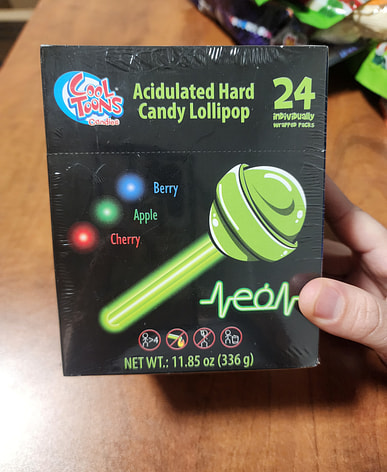 COOL
TOONS
Candies
Acidulated Hard
Candy Lollipop
24
individually
wrapped packs
Berry
Apple
Cherry
neon
>4
NET WT.: 11.85 oz (336 g)